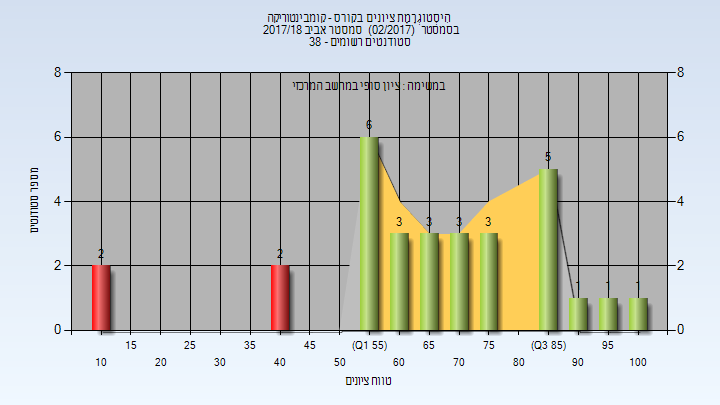 היסטוגרמת ציונים בקורס - קומבינטוריקה
בסמסטר (02/2017) סמסטר אביב 2017/18
סטודנטים רשומים - 38
במשימה : ציון סופי במחשב המרכזי
8 8
6 6
4 4
2 2
0 0
2 2 6 3 3 3 3 5 1 1 1
מספר סטודנטים
15 25 35 45 (Q1 55) 65 75 (Q3 85) 95
10 20 30 40 50 60 70 80 90 100
טווח ציונים